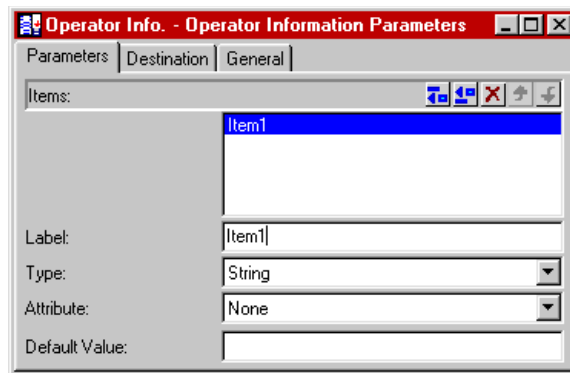 Operator Info. - Operator Information Parameters
Parameters Destination General
Items:
Item1
Label: Item1
Type: String
Attribute: None
Default Value: